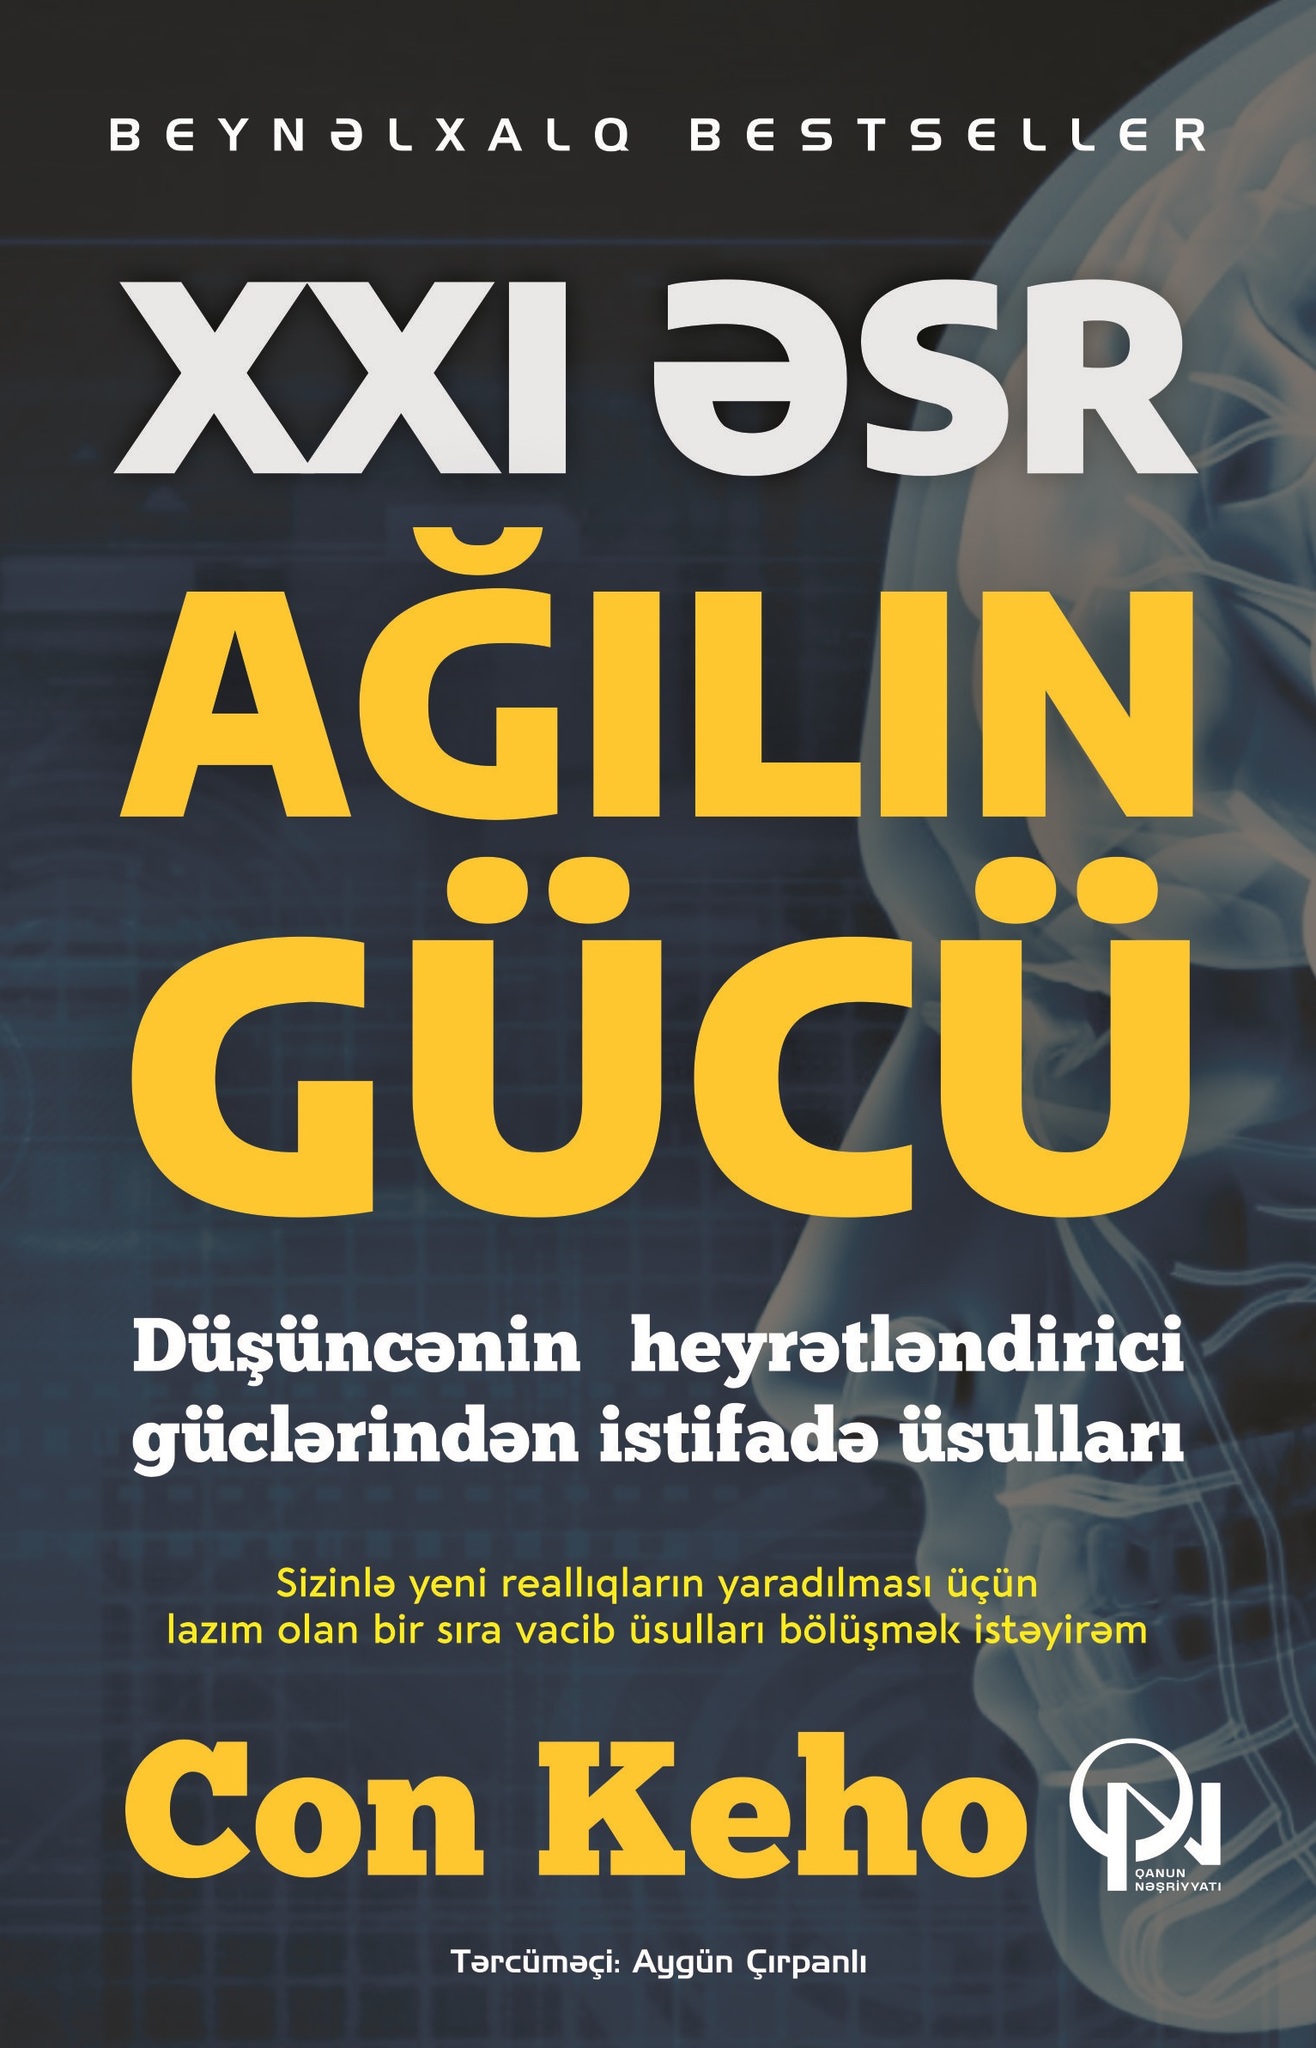 BEYNƏLXALQ BESTSELLER
XXI ƏSR
AĞILIN
GÜCÜ
Düşüncənin heyrətləndirici
güclərindən istifadə üsulları
Sizinlə yeni reallıqların yaradılması üçün
lazım olan bir sıra vacib üsulları bölüşmək istəyirəm
Con Keho
QANUN
NƏŞRİYYATI
Tərcüməçi: Aygün Çırpanlı